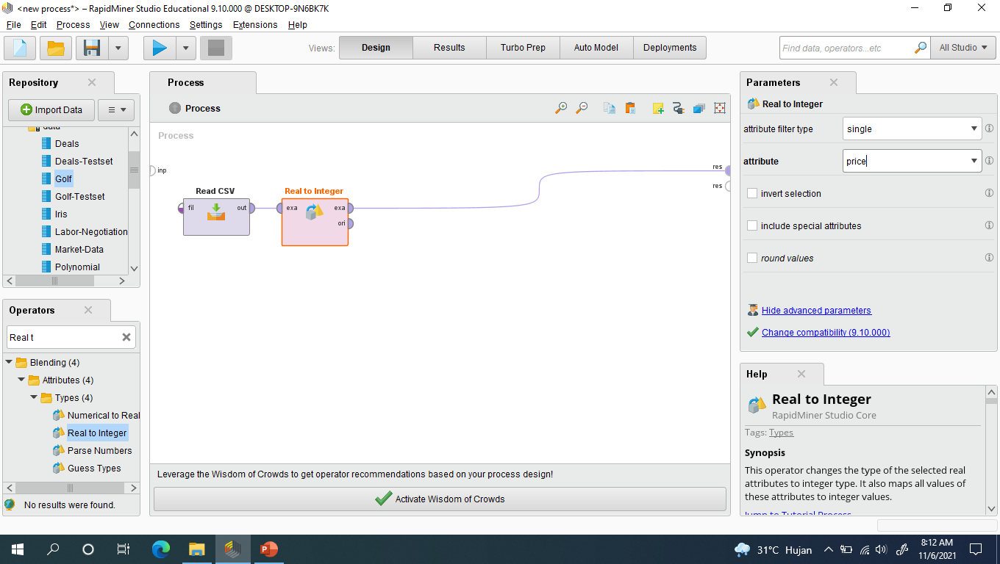 <new process*> – RapidMiner Studio Educational 9.10.000 @ DESKTOP-9N6BK7K
File Edit Process View Connections Settings Extensions Help
Views: Design Results Turbo Prep Auto Model Deployments
Find data, operators...etc
All Studio
Repository
Import Data
data
Deals
Deals-Testset
Golf
Golf-Testset
Iris
Labor-Negotiation
Market-Data
Polynomial
Operators
Real t
Blending (4)
Attributes (4)
Types (4)
Numerical to Real
Real to Integer
Parse Numbers
Guess Types
No results were found.
Process
Process
Process
inp
Read CSV
fil out
Real to Integer
exa exa
ori
res
res
Leverage the Wisdom of Crowds to get operator recommendations based on your process design!
Activate Wisdom of Crowds
Parameters
Real to Integer
attribute filter type single
attribute price
invert selection
include special attributes
round values
Hide advanced parameters
Change compatibility (9.10.000)
Help
Real to Integer
RapidMiner Studio Core
Tags: Types
Synopsis
This operator changes the type of the selected real
attributes to integer type. It also maps all values of
these attributes to integer values.
Jump to Tutorial Process
31°C Hujan
8:12 AM
11/6/2021